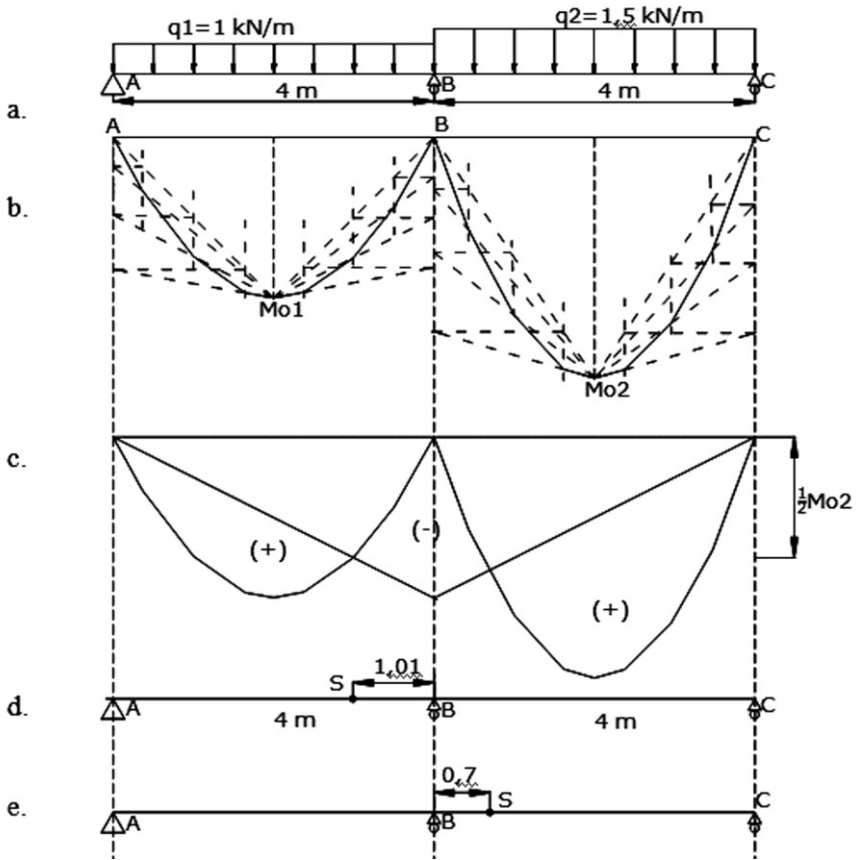 q1=1 kN/m
q2=1,5 kN/m
A
B
C
4 m
4 m
a.
A
B
C
b.
Mo1
Mo2
c.
½Mo2
(+)
(-)
(+)
S
1,01
d.
A
B
C
4 m
4 m
0,7
S
e.
A
B
C